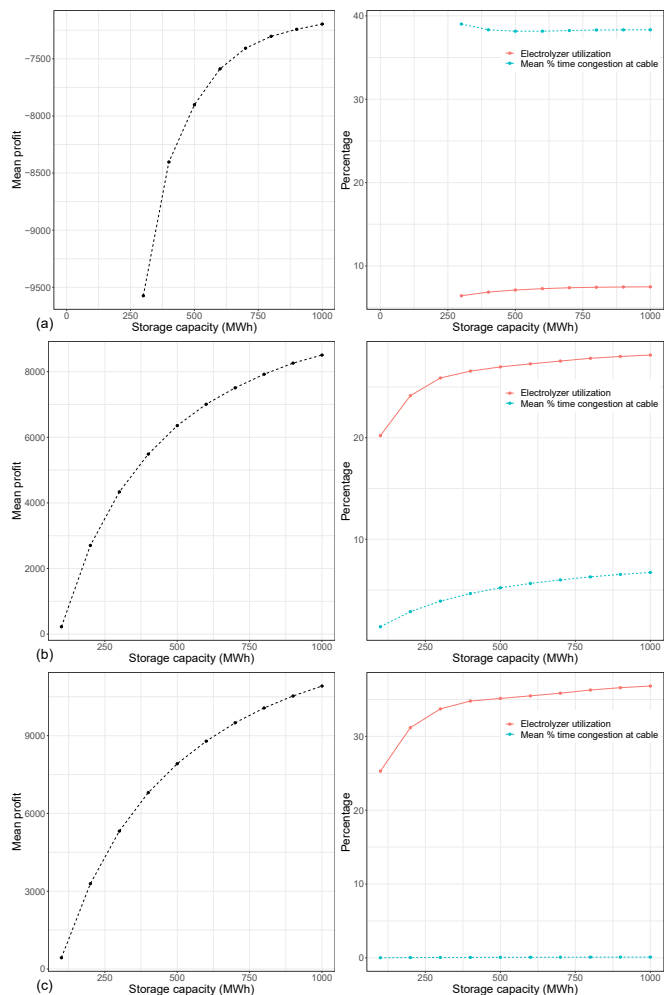 Mean profit
−7500
−8000
−8500
−9000
−9500
0
250
500
750
1000
(a)
Storage capacity (MWh)
Percentage
40
30
20
10
Electrolyzer utilization
Mean % time congestion at cable
0
250
500
750
1000
Storage capacity (MWh)
Mean profit
8000
6000
4000
2000
0
250
500
750
1000
(b)
Storage capacity (MWh)
Percentage
20
10
Electrolyzer utilization
Mean % time congestion at cable
250
500
750
1000
Storage capacity (MWh)
Mean profit
9000
6000
3000
0
250
500
750
1000
(c)
Storage capacity (MWh)
Percentage
30
20
10
0
Electrolyzer utilization
Mean % time congestion at cable
250
500
750
1000
Storage capacity (MWh)